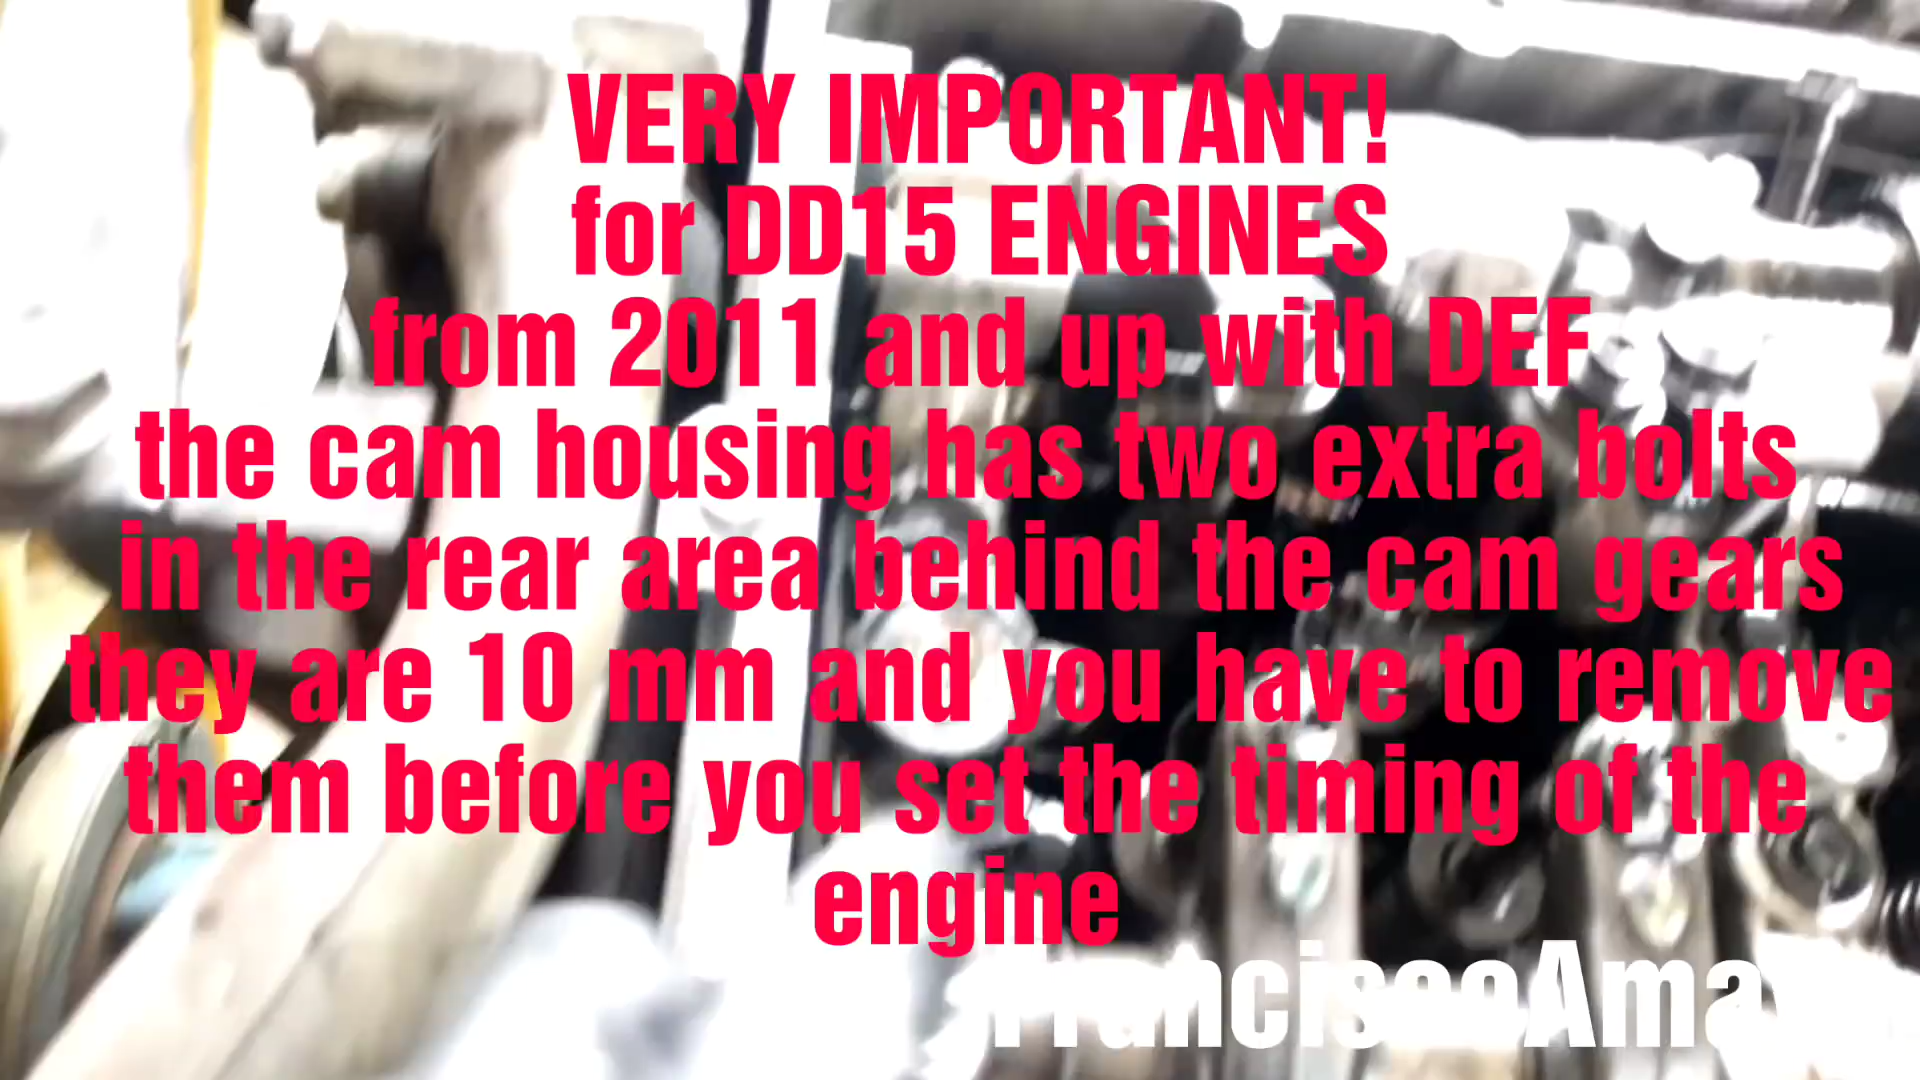 VERY IMPORTANT!
for DD15 ENGINES
from 2011 and up with DEF
the cam housing has two extra bolts
in the rear area behind the cam gears
they are 10 mm and you have to remove
them before you set the timing of the
engine